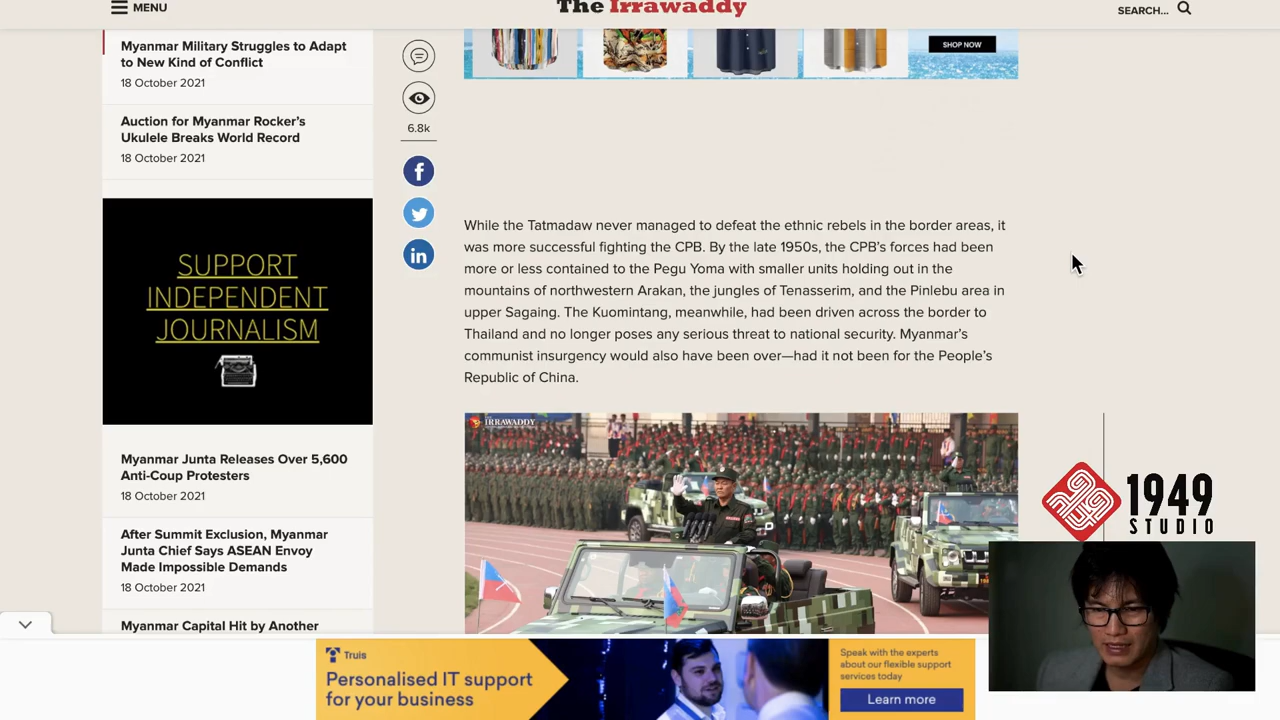 MENU
The Irrawaddy
SEARCH...
Myanmar Military Struggles to Adapt
to New Kind of Conflict
18 October 2021
Auction for Myanmar Rocker’s
Ukulele Breaks World Record
18 October 2021
SUPPORT
INDEPENDENT
JOURNALISM
Myanmar Junta Releases Over 5,600
Anti-Coup Protesters
18 October 2021
After Summit Exclusion, Myanmar
Junta Chief Says ASEAN Envoy
Made Impossible Demands
18 October 2021
Myanmar Capital Hit by Another
6.8k
f
in
SHOP NOW
While the Tatmadaw never managed to defeat the ethnic rebels in the border areas, it
was more successful fighting the CPB. By the late 1950s, the CPB’s forces had been
more or less contained to the Pegu Yoma with smaller units holding out in the
mountains of northwestern Arakan, the jungles of Tenasserim, and the Pinlebu area in
upper Sagaing. The Kuomintang, meanwhile, had been driven across the border to
Thailand and no longer poses any serious threat to national security. Myanmar’s
communist insurgency would also have been over—had it not been for the People’s
Republic of China.
IRRAWADDY
1949
STUDIO
Truis
Personalised IT support
for your business
Speak with the experts
about our flexible support
services today
Learn more